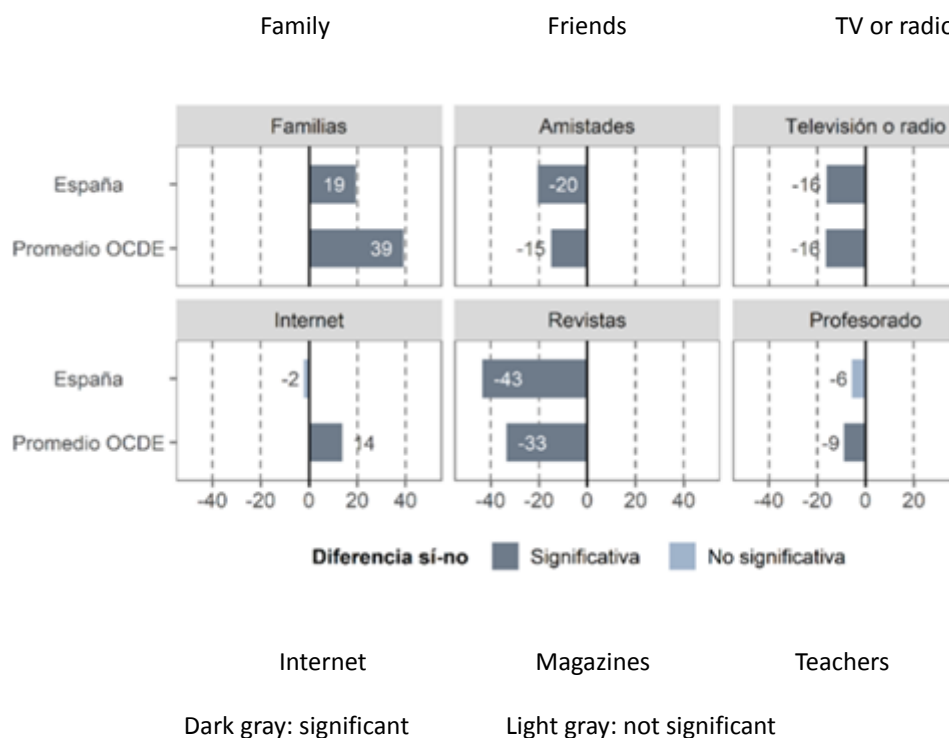 Family Friends TV or radio
Familias Amistades Televisión o radio
España 19 -20 -16
Promedio OCDE 39 -15 -16
Internet Revistas Profesorado
España -2 -43 -6
Promedio OCDE 14 -33 -9
-40 -20 0 20 40 -40 -20 0 20 40 -40 -20 0 20
Diferencia sí-no Significativa No significativa
Internet Magazines Teachers
Dark gray: significant Light gray: not significant